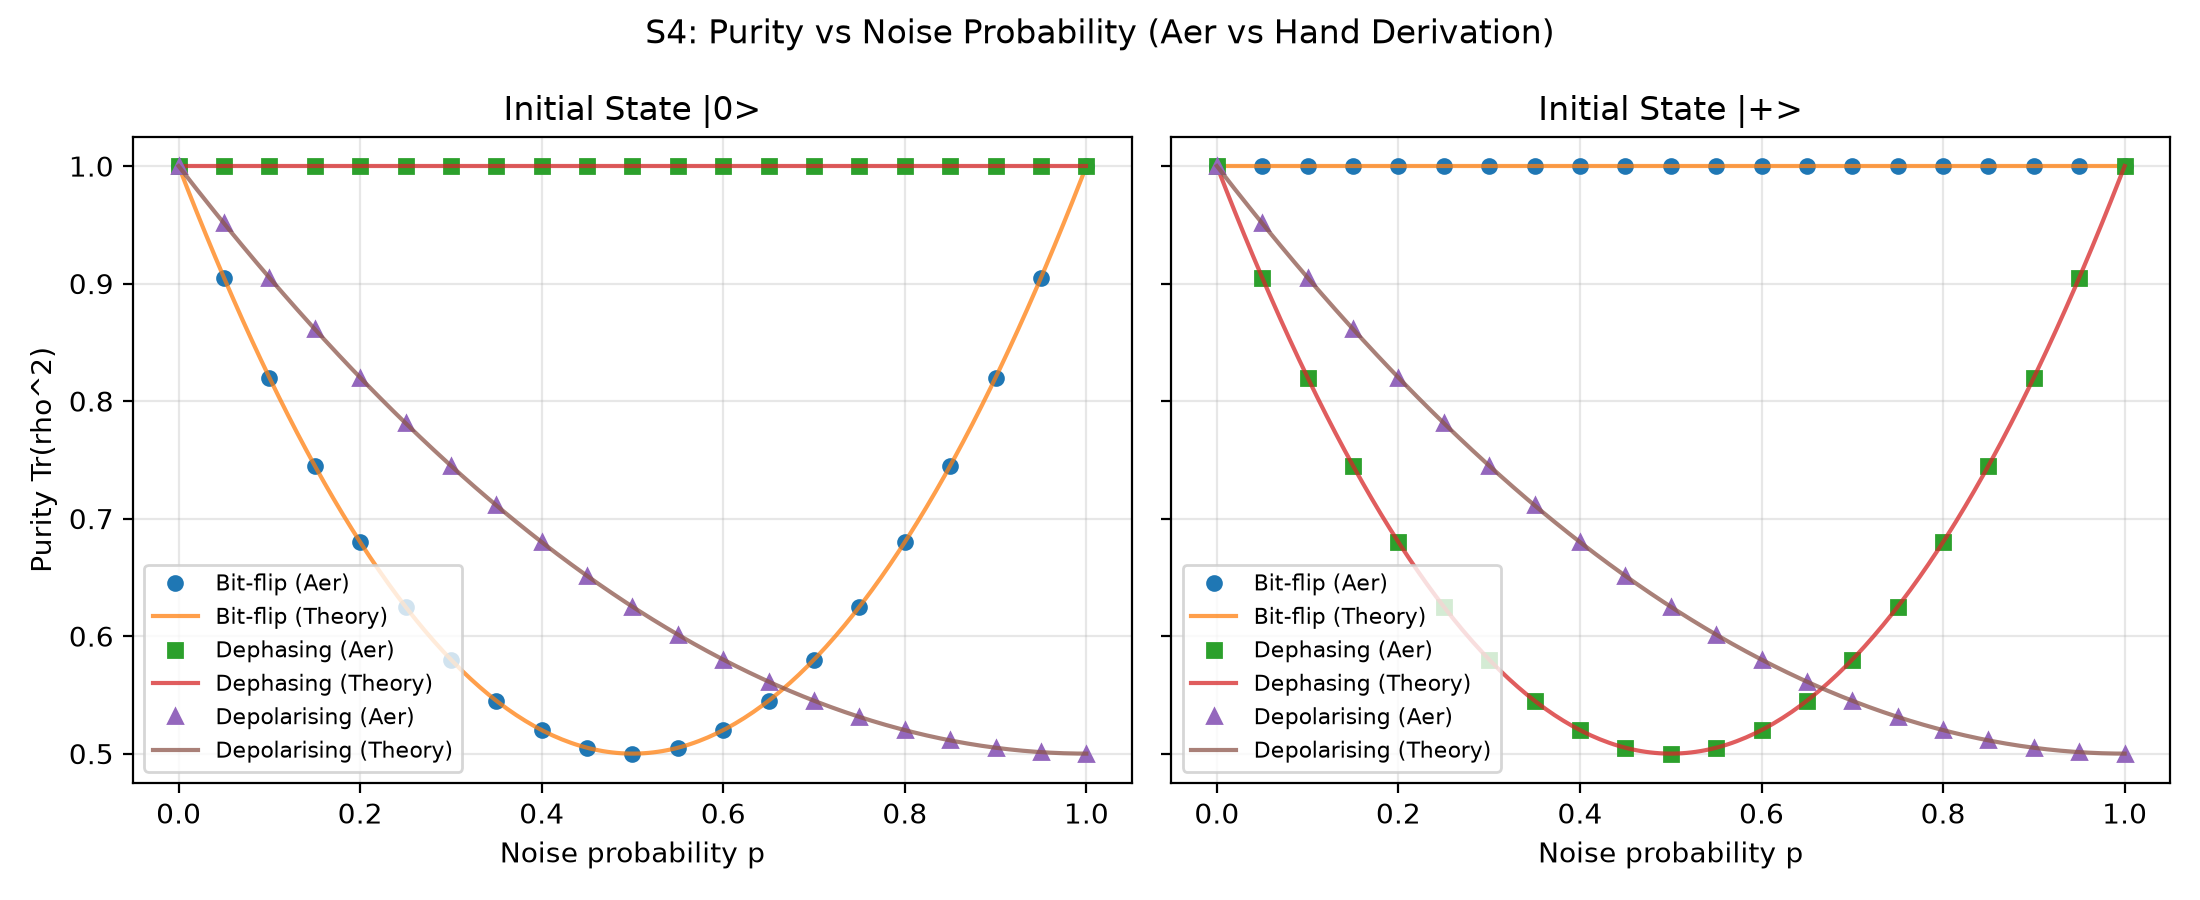 S4: Purity vs Noise Probability (Aer vs Hand Derivation)
Initial State |0>
Purity Tr(rho^2)
1.0
0.9
0.8
0.7
0.6
0.5
Bit-flip (Aer)
Bit-flip (Theory)
Dephasing (Aer)
Dephasing (Theory)
Depolarising (Aer)
Depolarising (Theory)
0.0 0.2 0.4 0.6 0.8 1.0
Noise probability p
Initial State |+>
Bit-flip (Aer)
Bit-flip (Theory)
Dephasing (Aer)
Dephasing (Theory)
Depolarising (Aer)
Depolarising (Theory)
0.0 0.2 0.4 0.6 0.8 1.0
Noise probability p